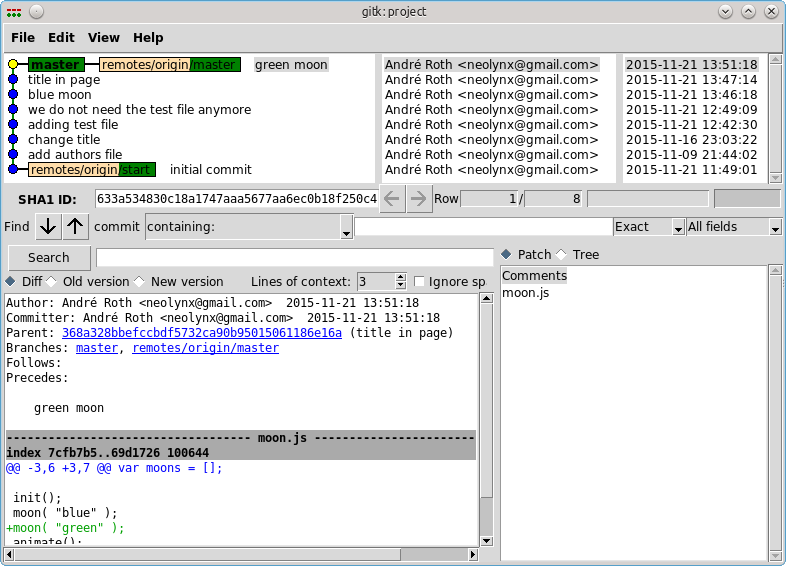 gitk: project
File Edit View Help
master remotes/origin/master green moon André Roth <neolynx@gmail.com> 2015-11-21 13:51:18
title in page André Roth <neolynx@gmail.com> 2015-11-21 13:47:14
blue moon André Roth <neolynx@gmail.com> 2015-11-21 13:46:18
we do not need the test file anymore André Roth <neolynx@gmail.com> 2015-11-21 12:49:09
adding test file André Roth <neolynx@gmail.com> 2015-11-21 12:42:30
change title André Roth <neolynx@gmail.com> 2015-11-16 23:03:22
add authors file André Roth <neolynx@gmail.com> 2015-11-09 21:44:02
remotes/origin/start initial commit André Roth <neolynx@gmail.com> 2015-11-21 11:49:01
SHA1 ID: 633a534830c18a1747aaa5677aa6ec0b18f250c4 Row 1 / 8
Find commit containing: Exact All fields
Search
Patch Tree
Diff Old version New version Lines of context: 3 Ignore sp
Comments
moon.js
Author: André Roth <neolynx@gmail.com> 2015-11-21 13:51:18
Committer: André Roth <neolynx@gmail.com> 2015-11-21 13:51:18
Parent: 368a328bbefccbdf5732ca90b95015061186e16a (title in page)
Branches: master, remotes/origin/master
Follows:
Precedes:
green moon
----------------------------------- moon.js -----------------------
index 7cfb7b5..69d1726 100644
@@ -3,6 +3,7 @@ var moons = [];
init();
moon( "blue" );
+moon( "green" );
animate();